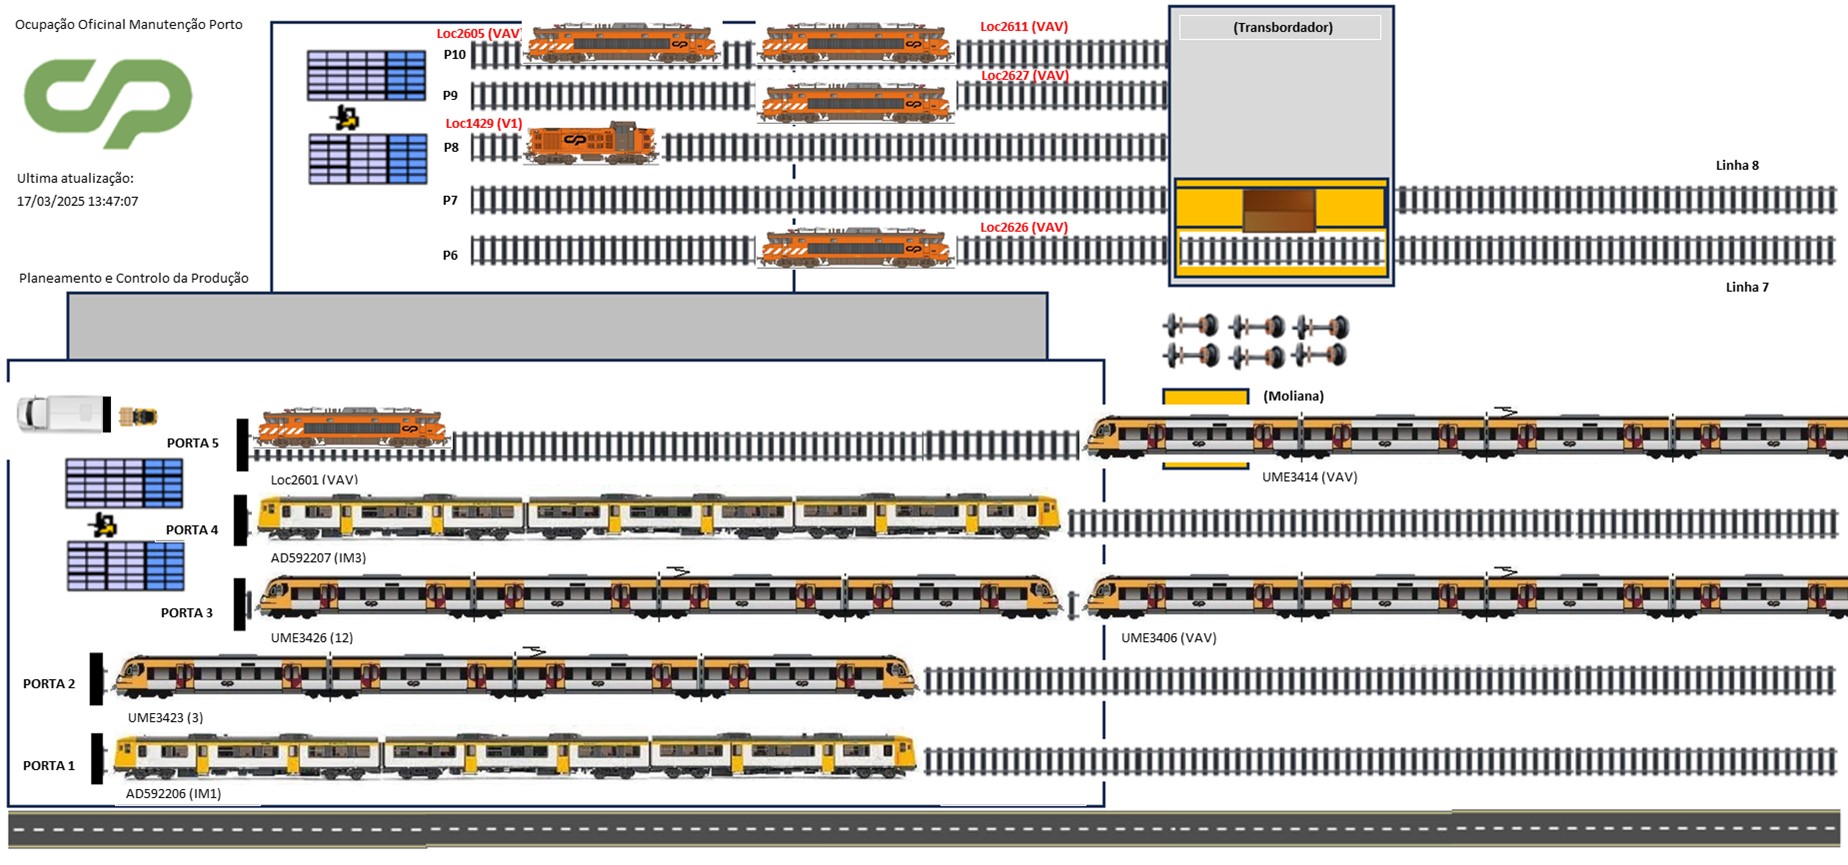 Ocupação Oficinal Manutenção Porto
Ultima atualização:
17/03/2025 13:47:07
Planeamento e Controlo da Produção
Loc2605 (VAV)
Loc2611 (VAV)
P10
Loc2627 (VAV)
P9
Loc1429 (V1)
P8
P7
Loc2626 (VAV)
P6
(Transbordador)
Linha 8
Linha 7
(Moliana)
PORTA 5
Loc2601 (VAV)
UME3414 (VAV)
PORTA 4
AD592207 (IM3)
PORTA 3
UME3426 (12)
UME3406 (VAV)
PORTA 2
UME3423 (3)
PORTA 1
AD592206 (IM1)